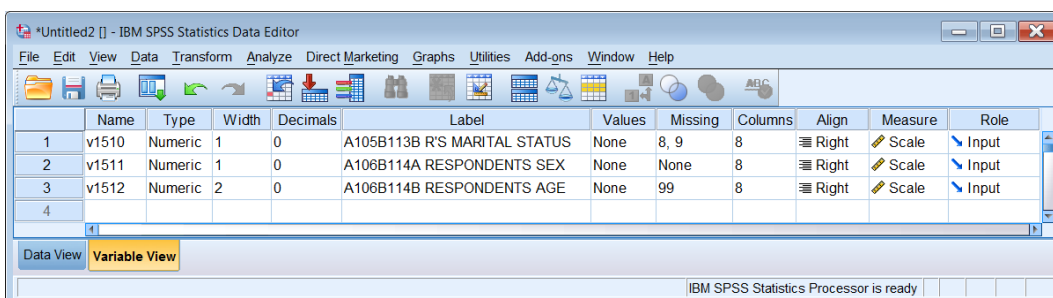 *Untitled2 [] - IBM SPSS Statistics Data Editor
File Edit View Data Transform Analyze Direct Marketing Graphs Utilities Add-ons Window Help
Name Type Width Decimals Label Values Missing Columns Align Measure Role
1 v1510 Numeric 1 0 A105B113B R'S MARITAL STATUS None 8, 9 8 Right Scale Input
2 v1511 Numeric 1 0 A106B114A RESPONDENTS SEX None None 8 Right Scale Input
3 v1512 Numeric 2 0 A106B114B RESPONDENTS AGE None 99 8 Right Scale Input
4
Data View Variable View
IBM SPSS Statistics Processor is ready